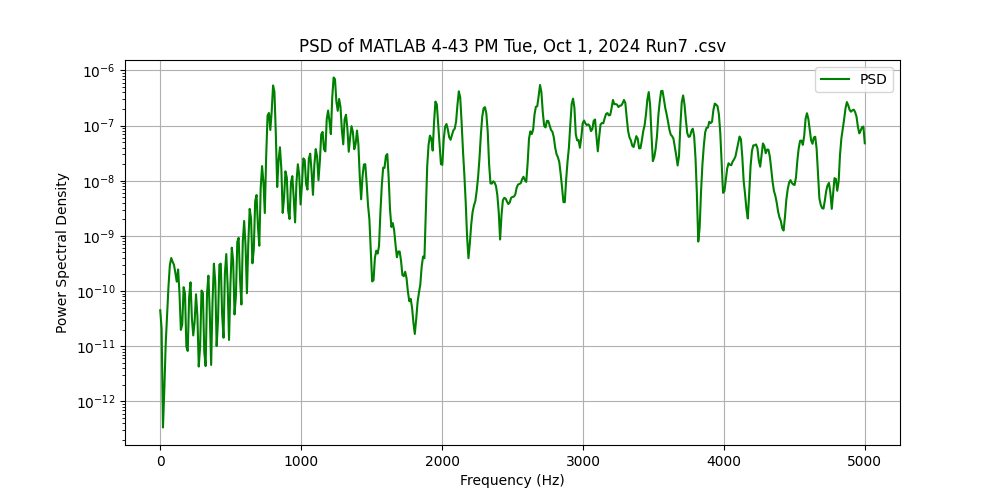 PSD of MATLAB 4-43 PM Tue, Oct 1, 2024 Run7 .csv
PSD
Power Spectral Density
10⁻⁶
10⁻⁷
10⁻⁸
10⁻⁹
10⁻¹⁰
10⁻¹¹
10⁻¹²
0 1000 2000 3000 4000 5000
Frequency (Hz)